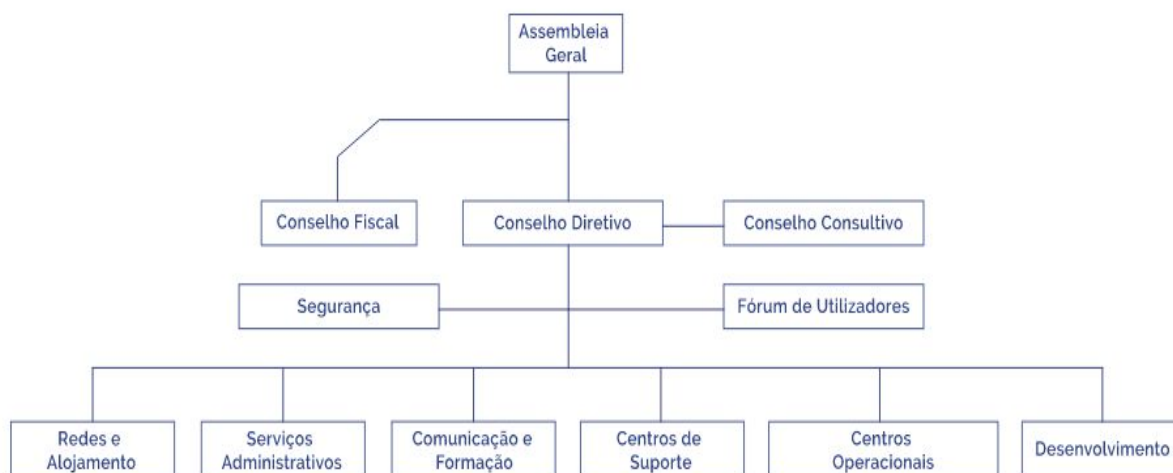 Assembleia
Geral
Conselho Fiscal
Conselho Diretivo
Conselho Consultivo
Segurança
Fórum de Utilizadores
Redes e
Alojamento
Serviços
Administrativos
Comunicação e
Formação
Centros de
Suporte
Centros
Operacionais
Desenvolvimento